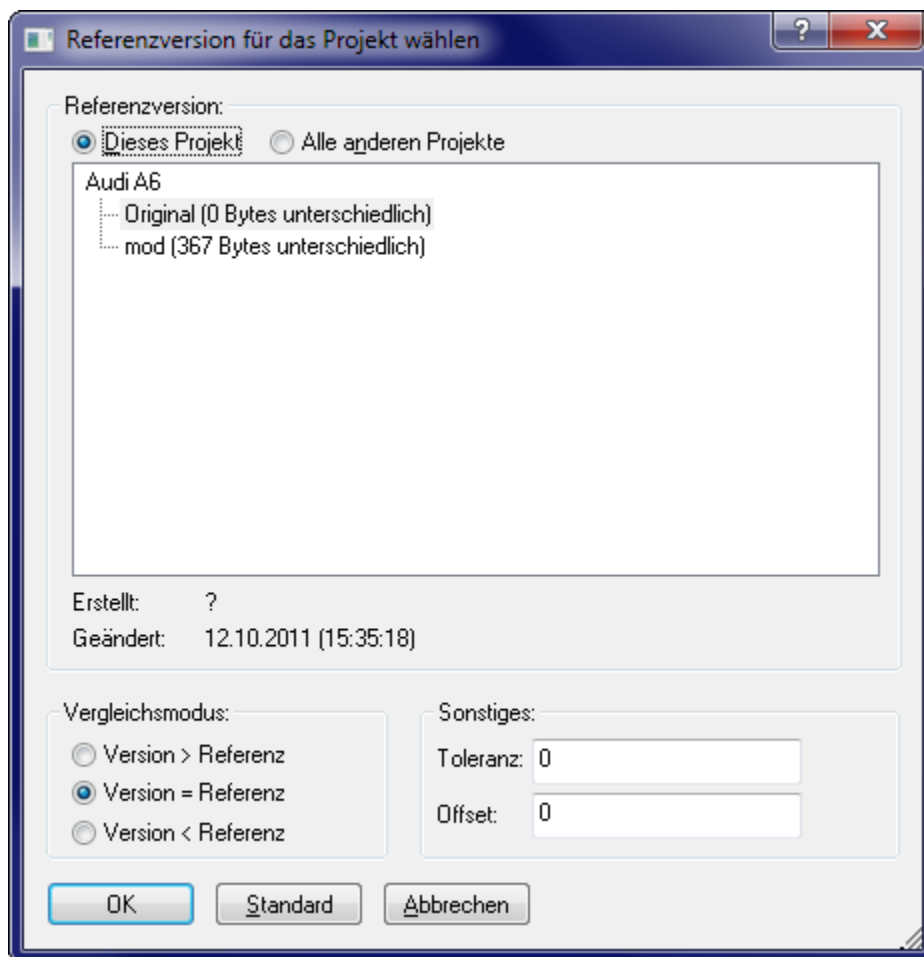 Referenzversion für das Projekt wählen
Referenzversion:
Dieses Projekt Alle anderen Projekte
Audi A6
Original (0 Bytes unterschiedlich)
mod (367 Bytes unterschiedlich)
Erstellt: ?
Geändert: 12.10.2011 (15:35:18)
Vergleichsmodus:
Version > Referenz
Version = Referenz
Version < Referenz
Sonstiges:
Toleranz: 0
Offset: 0
OK Standard Abbrechen